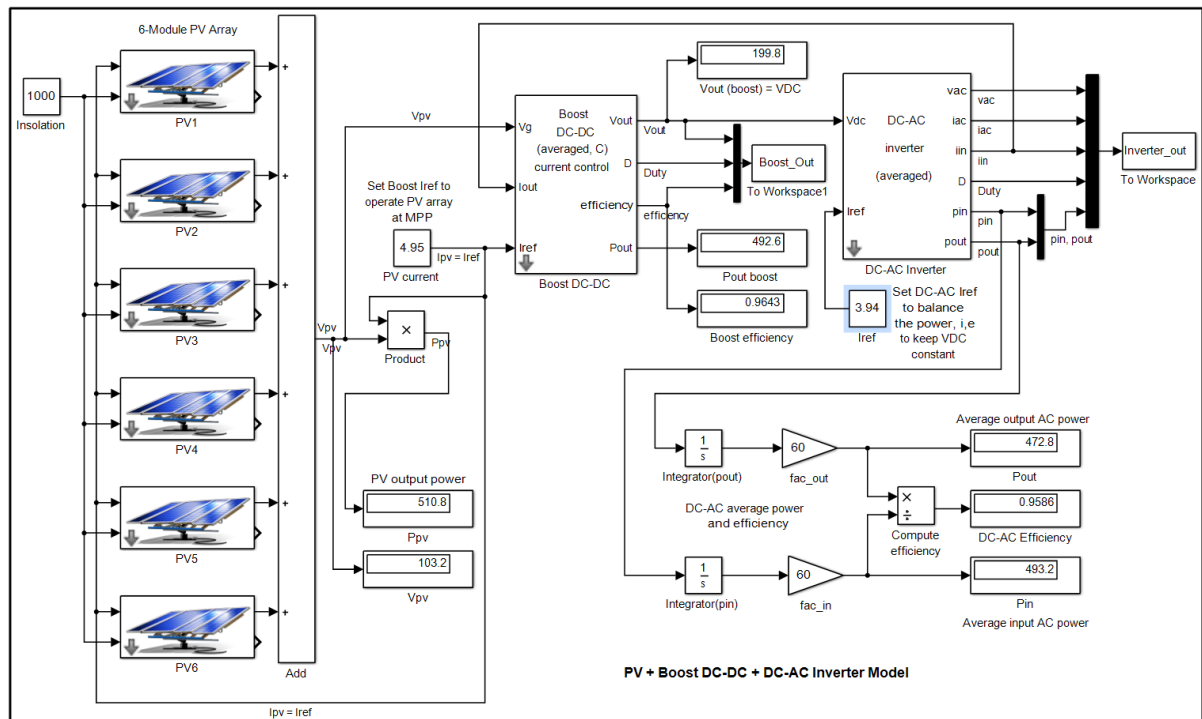 6-Module PV Array
1000
Insolation
PV1
PV2
PV3
PV4
PV5
PV6
+
+
+
+
+
+
Add
Ipv = Iref
Vpv
Vpv
Vpv
Set Boost Iref to
operate PV array
at MPP
4.95
PV current
Ipv = Iref
×
Product
Ppv
PV output power
510.8
Ppv
103.2
Vpv
Boost
DC-DC
(averaged, C)
current control
Vg
Iout
Iref
Vout
D
efficiency
Pout
Boost DC-DC
Vout
Duty
efficiency
199.8
Vout (boost) = VDC
Boost_Out
To Workspace1
492.6
Pout boost
0.9643
Boost efficiency
DC-AC
inverter
(averaged)
Vdc
Iref
vac
iac
iin
D
pin
pout
DC-AC Inverter
vac
iac
iin
Duty
pin
pout
pin, pout
Inverter_out
To Workspace
3.94
Iref
Set DC-AC Iref
to balance
the power, i,e
to keep VDC
constant
1
s
Integrator(pout)
60
fac_out
DC-AC average power
and efficiency
1
s
Integrator(pin)
60
fac_in
×
÷
Compute
efficiency
Average output AC power
472.8
Pout
0.9586
DC-AC Efficiency
493.2
Pin
Average input AC power
PV + Boost DC-DC + DC-AC Inverter Model